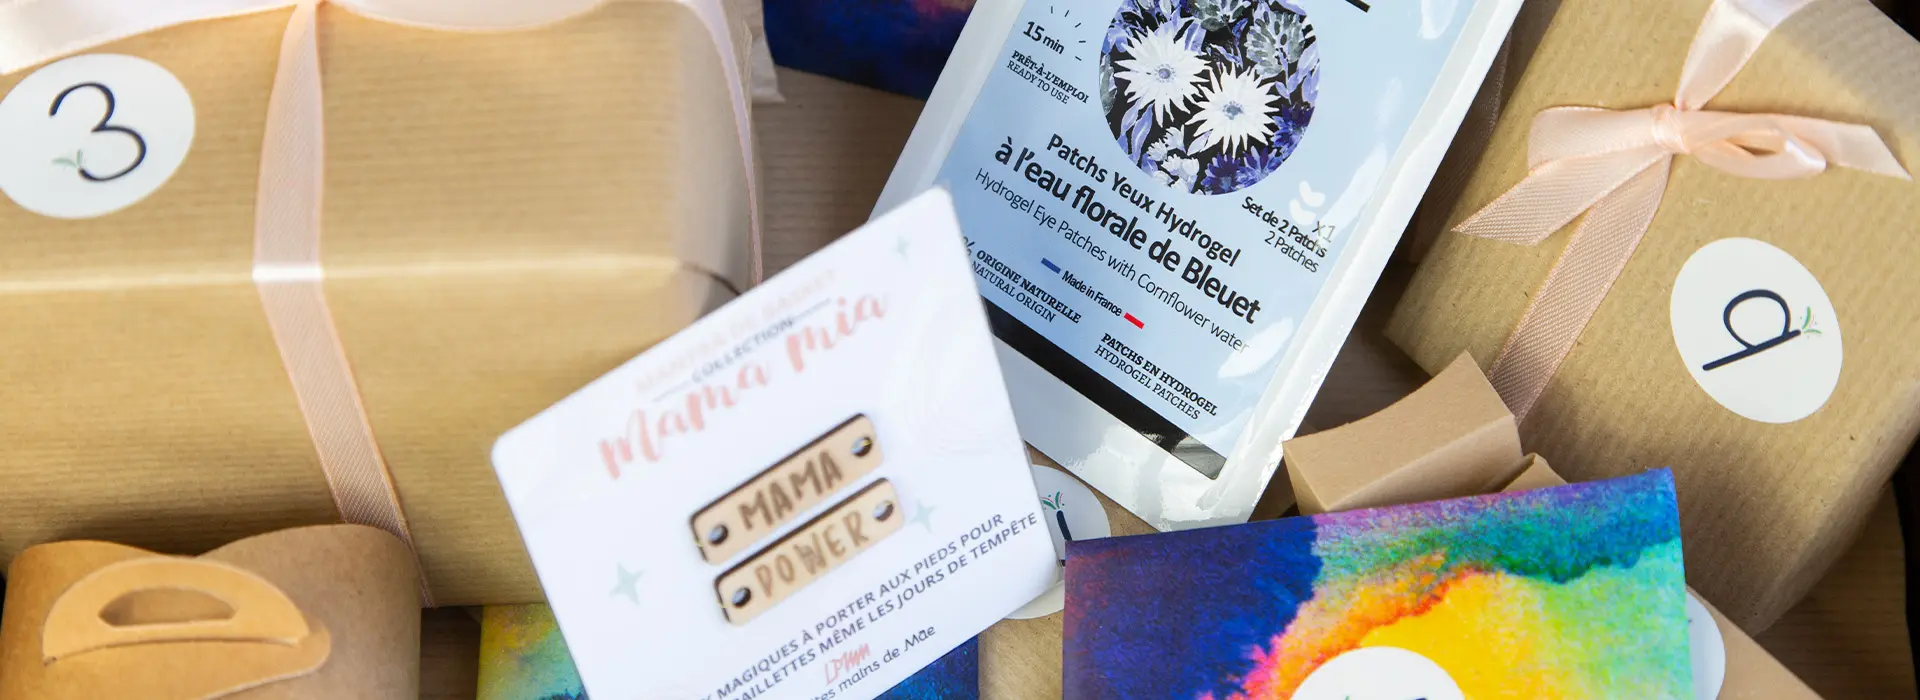 3
15 min
PRÊT-À-L'EMPLOI
READY TO USE
Patchs Yeux Hydrogel
à l'eau florale de Bleuet
Hydrogel Eye Patches with Cornflower water
x1
Set de 2 Patchs
2 Patches
% ORIGINE NATURELLE
NATURAL ORIGIN
Made in France
PATCHS EN HYDROGEL
HYDROGEL PATCHES
COLLECTION
Mama Mia
MAMA
POWER
MAGIQUES À PORTER AUX PIEDS POUR
MÊME LES JOURS DE TEMPÊTE
mains de Mae